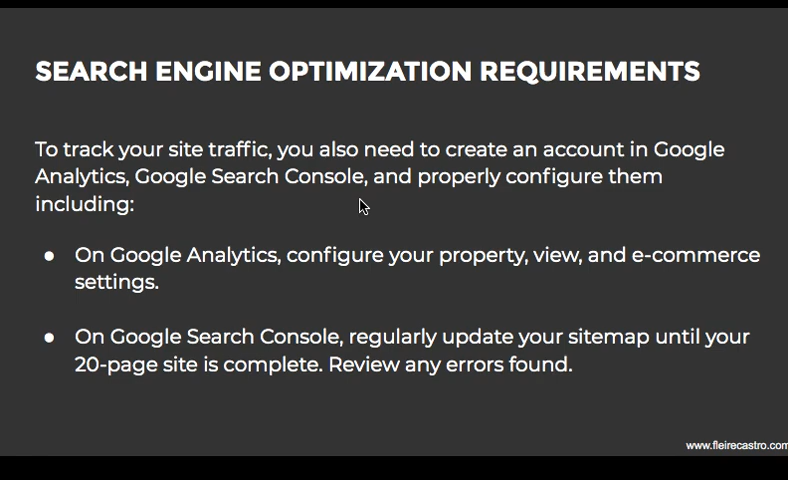 SEARCH ENGINE OPTIMIZATION REQUIREMENTS
To track your site traffic, you also need to create an account in Google
Analytics, Google Search Console, and properly configure them
including:
● On Google Analytics, configure your property, view, and e-commerce
settings.
● On Google Search Console, regularly update your sitemap until your
20-page site is complete. Review any errors found.
www.fleirecastro.com